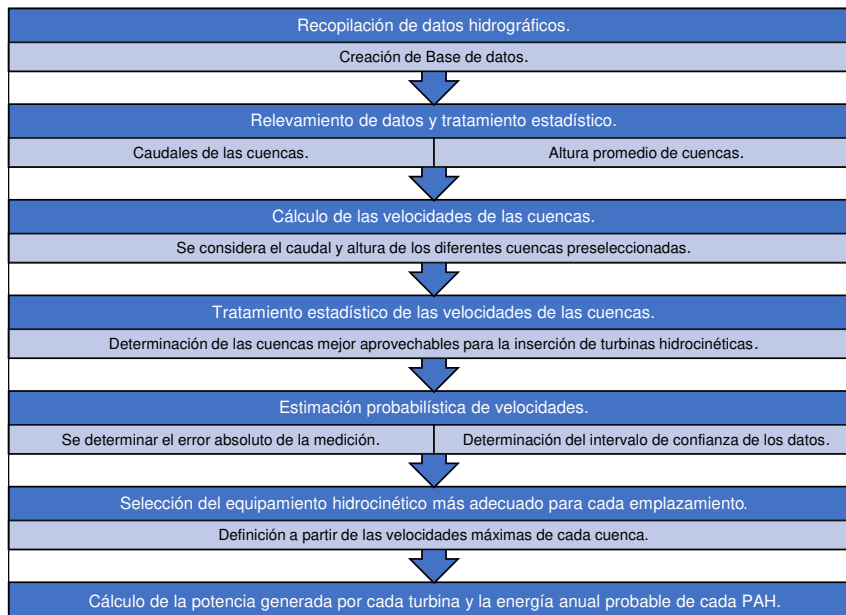 Recopilación de datos hidrográficos.
Creación de Base de datos.
Relevamiento de datos y tratamiento estadístico.
Caudales de las cuencas.
Altura promedio de cuencas.
Cálculo de las velocidades de las cuencas.
Se considera el caudal y altura de los diferentes cuencas preseleccionadas.
Tratamiento estadístico de las velocidades de las cuencas.
Determinación de las cuencas mejor aprovechables para la inserción de turbinas hidrocinéticas.
Estimación probabilística de velocidades.
Se determinar el error absoluto de la medición.
Determinación del intervalo de confianza de los datos.
Selección del equipamiento hidrocinético más adecuado para cada emplazamiento.
Definición a partir de las velocidades máximas de cada cuenca.
Cálculo de la potencia generada por cada turbina y la energía anual probable de cada PAH.